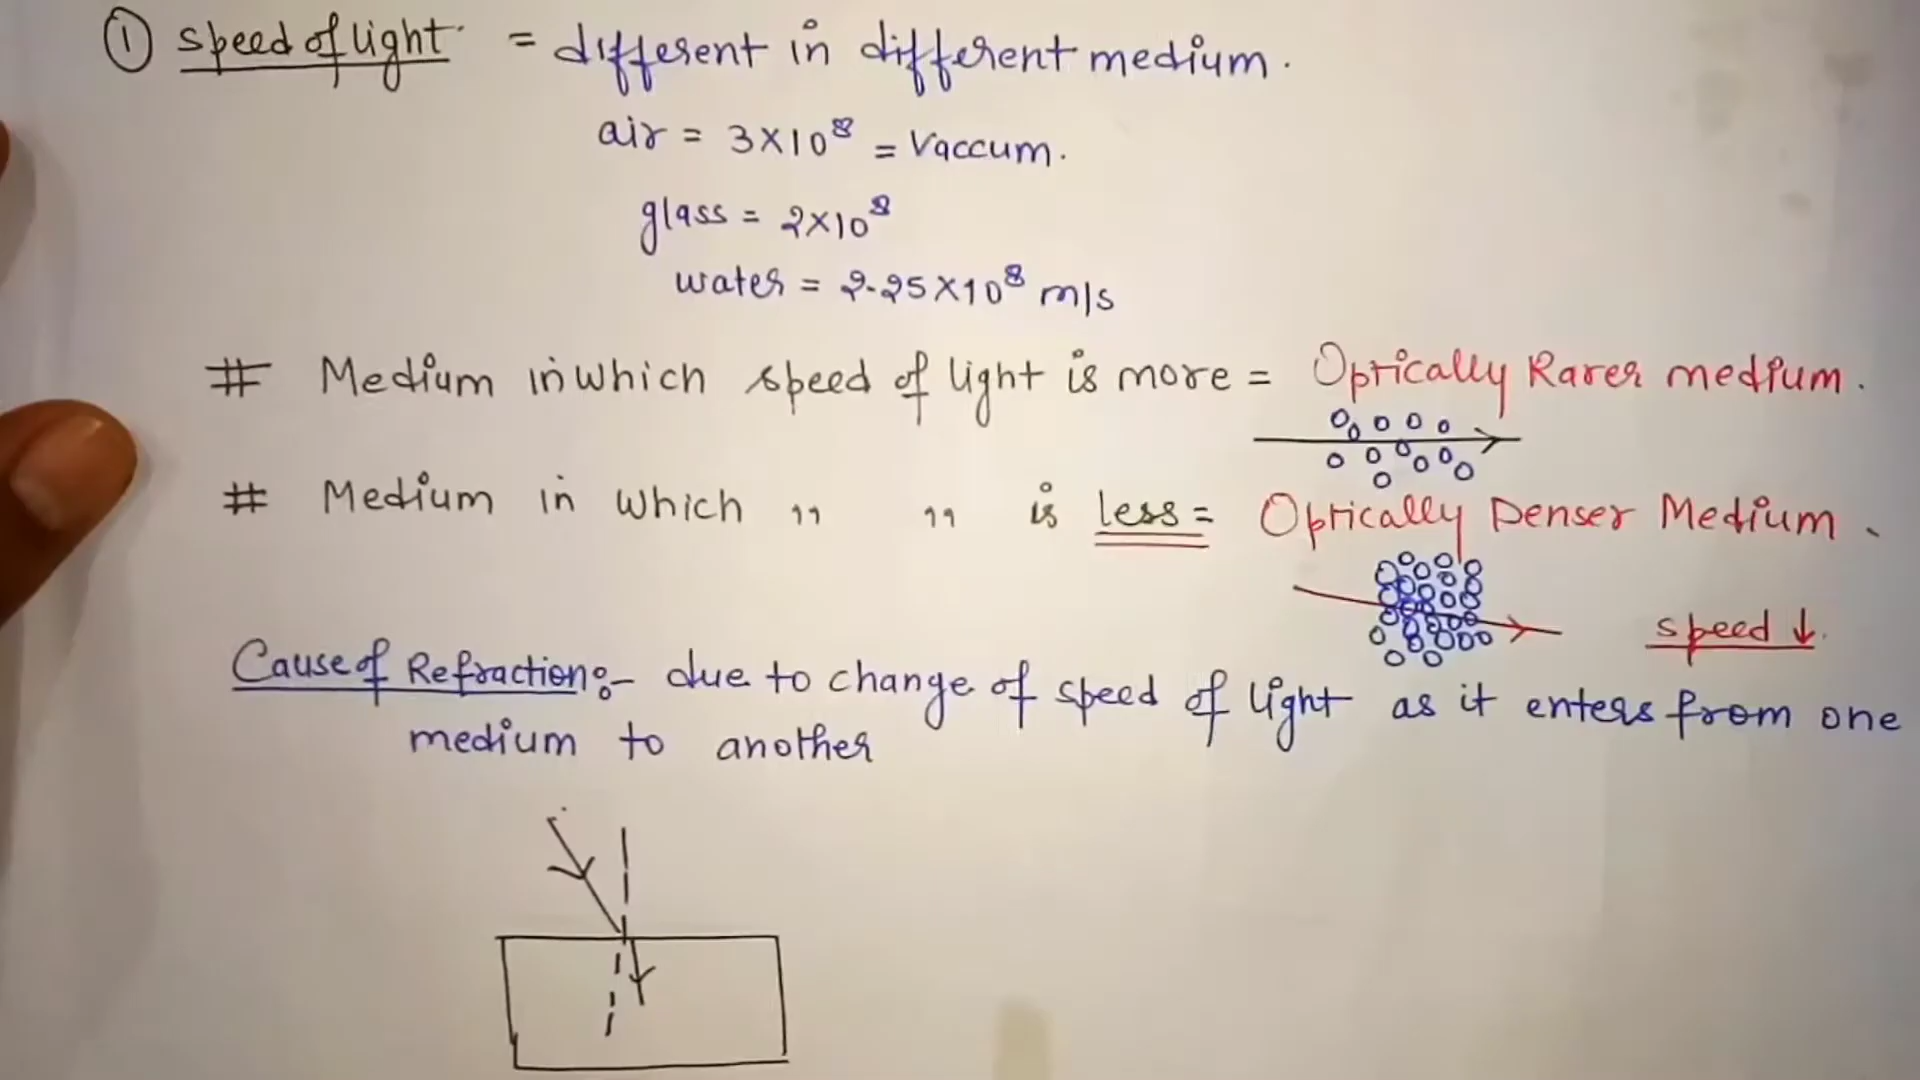 ① speed of light = different in different medium.
air = 3×10⁸ = Vaccum.
glass = 2×10⁸
water = 2.25×10⁸ m/s
# Medium in which speed of light is more = Optically Rarer medium.
# Medium in which ,, ,, is less = Optically Denser Medium.
speed ↓.
Cause of Refraction:- due to change of speed of light as it enters from one
medium to another